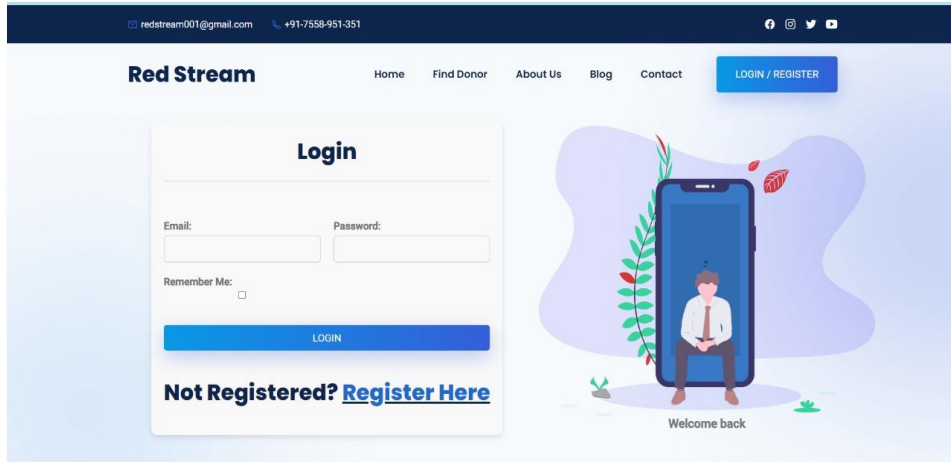 redstream001@gmail.com +91-7558-951-351
Red Stream Home Find Donor About Us Blog Contact LOGIN / REGISTER
Login
Email: Password:
Remember Me:
LOGIN
Not Registered? Register Here
Welcome back